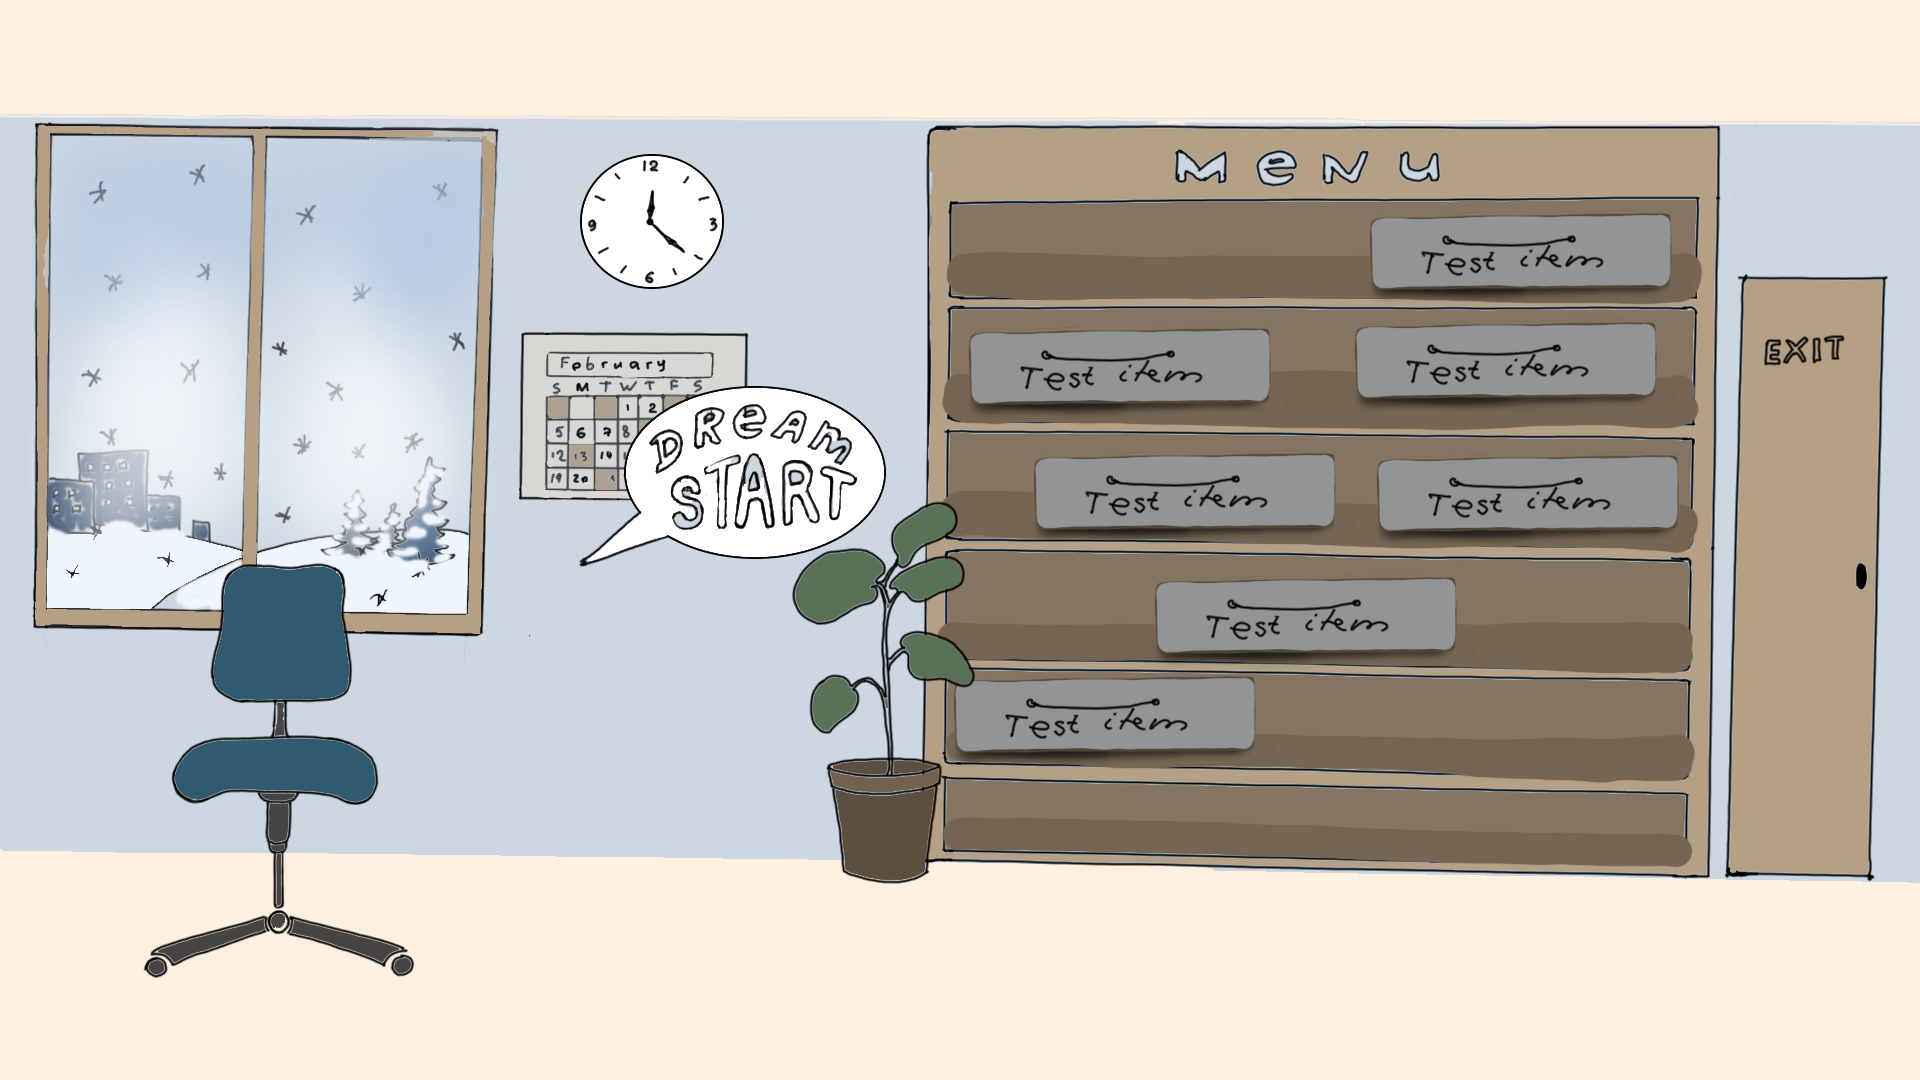 12
9 3
6
February
S M T W T F S
1 2
5 6 7 8
12 13 14
19 20
DReAM
START
MeNU
Test item
Test item Test item
Test item Test item
Test item
Test item
EXIT